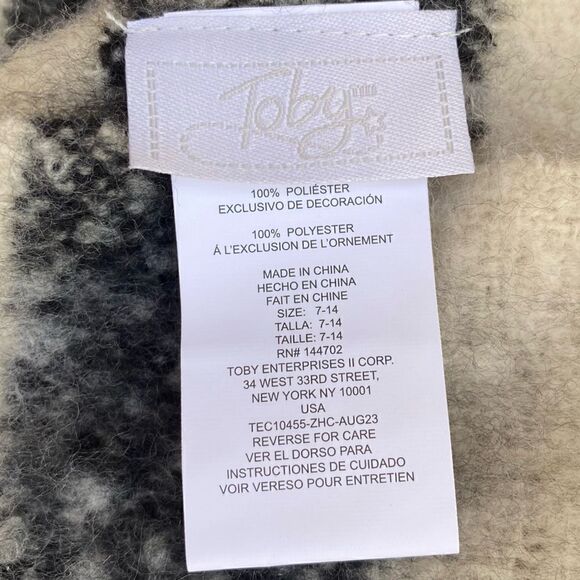 Toby
100% POLIÉSTER
EXCLUSIVO DE DECORACIÓN
100% POLYESTER
Á L'EXCLUSION DE L'ORNEMENT
MADE IN CHINA
HECHO EN CHINA
FAIT EN CHINE
SIZE: 7-14
TALLA: 7-14
TAILLE: 7-14
RN# 144702
TOBY ENTERPRISES II CORP.
34 WEST 33RD STREET,
NEW YORK NY 10001
USA
TEC10455-ZHC-AUG23
REVERSE FOR CARE
VER EL DORSO PARA
INSTRUCTIONES DE CUIDADO
VOIR VERESO POUR ENTRETIEN